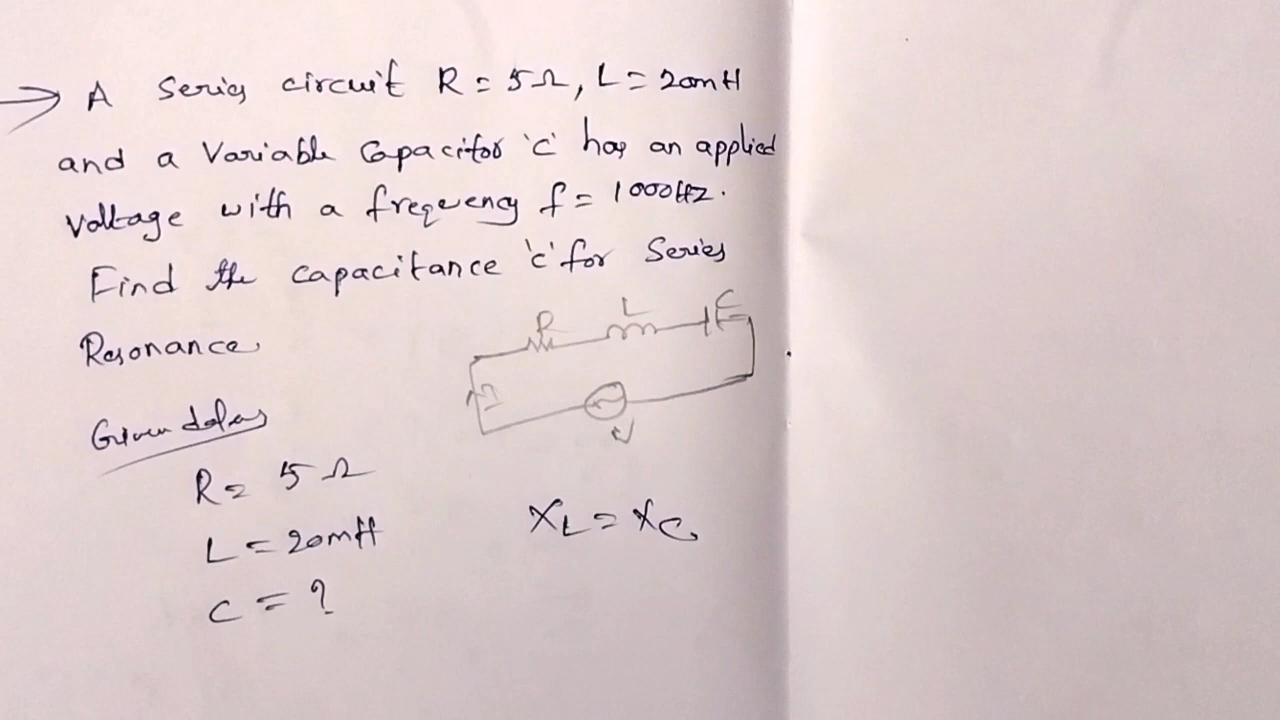 → A Series circuit R = 5Ω, L = 20mH
and a Variable Capacitor 'C' has an applied
Voltage with a frequency f = 1000HZ.
Find the capacitance 'c' for Series
Resonance.
R L C
V
Given data
R = 5Ω
L = 20mH
C = ?
XL = XC